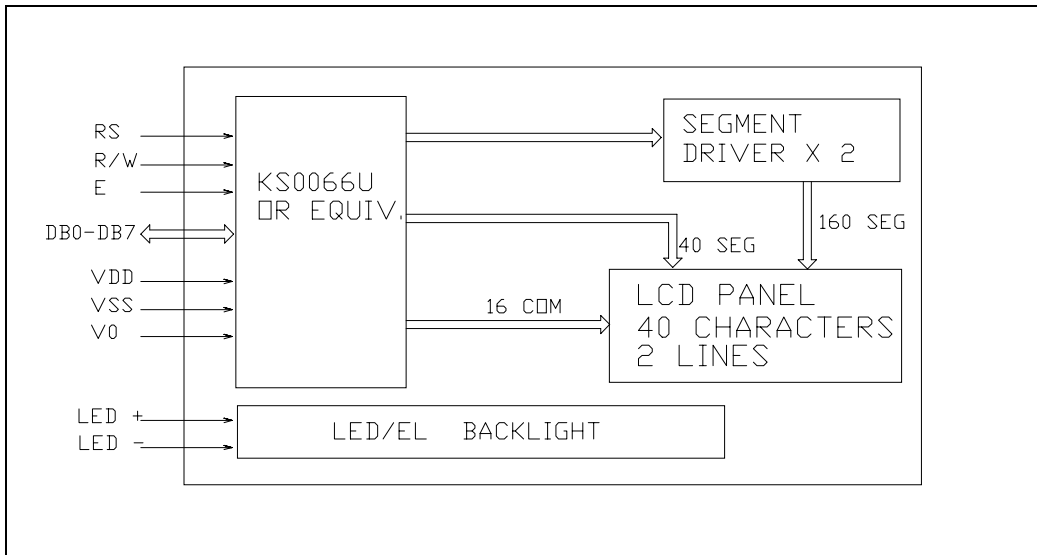 RS
R/W
E
DB0-DB7
VDD
VSS
V0
LED +
LED -
KS0066U
OR EQUIV.
SEGMENT
DRIVER X 2
160 SEG
40 SEG
16 COM
LCD PANEL
40 CHARACTERS
2 LINES
LED/EL BACKLIGHT